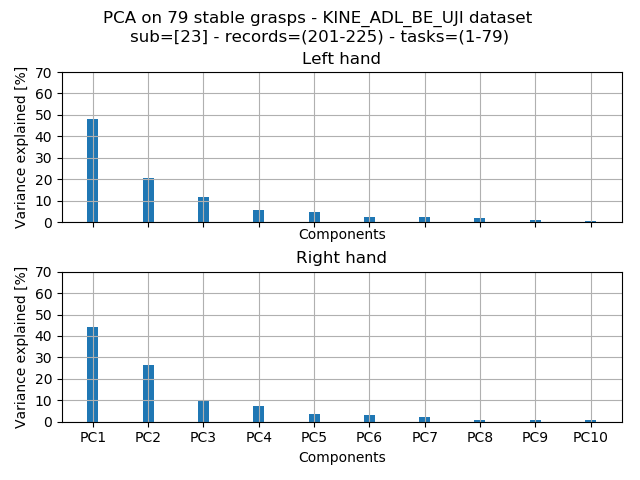 PCA on 79 stable grasps - KINE_ADL_BE_UJI dataset
sub=[23] - records=(201-225) - tasks=(1-79)
Left hand
Variance explained [%]
70
60
50
40
30
20
10
0
Components
Right hand
Variance explained [%]
70
60
50
40
30
20
10
0
PC1 PC2 PC3 PC4 PC5 PC6 PC7 PC8 PC9 PC10
Components